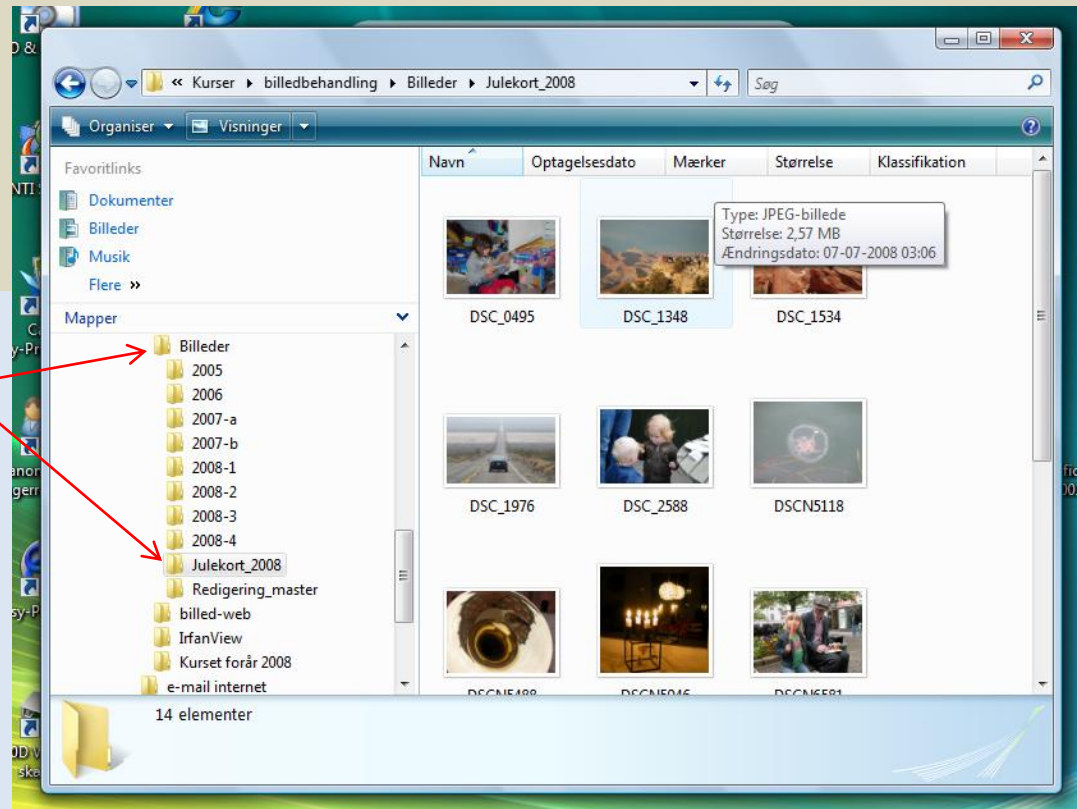 « Kurser ▸ billedbehandling ▸ Billeder ▸ Julekort_2008
Søg
Organiser
Visninger
Favoritlinks
Dokumenter
Billeder
Musik
Flere »
Mapper
Billeder
2005
2006
2007-a
2007-b
2008-1
2008-2
2008-3
2008-4
Julekort_2008
Redigering_master
billed-web
IrfanView
Kurset forår 2008
e-mail internet
Navn Optagelsesdato Mærker Størrelse Klassifikation
Type: JPEG-billede
Størrelse: 2,57 MB
Ændringsdato: 07-07-2008 03:06
DSC_0495 DSC_1348 DSC_1534
DSC_1976 DSC_2588 DSCN5118
14 elementer